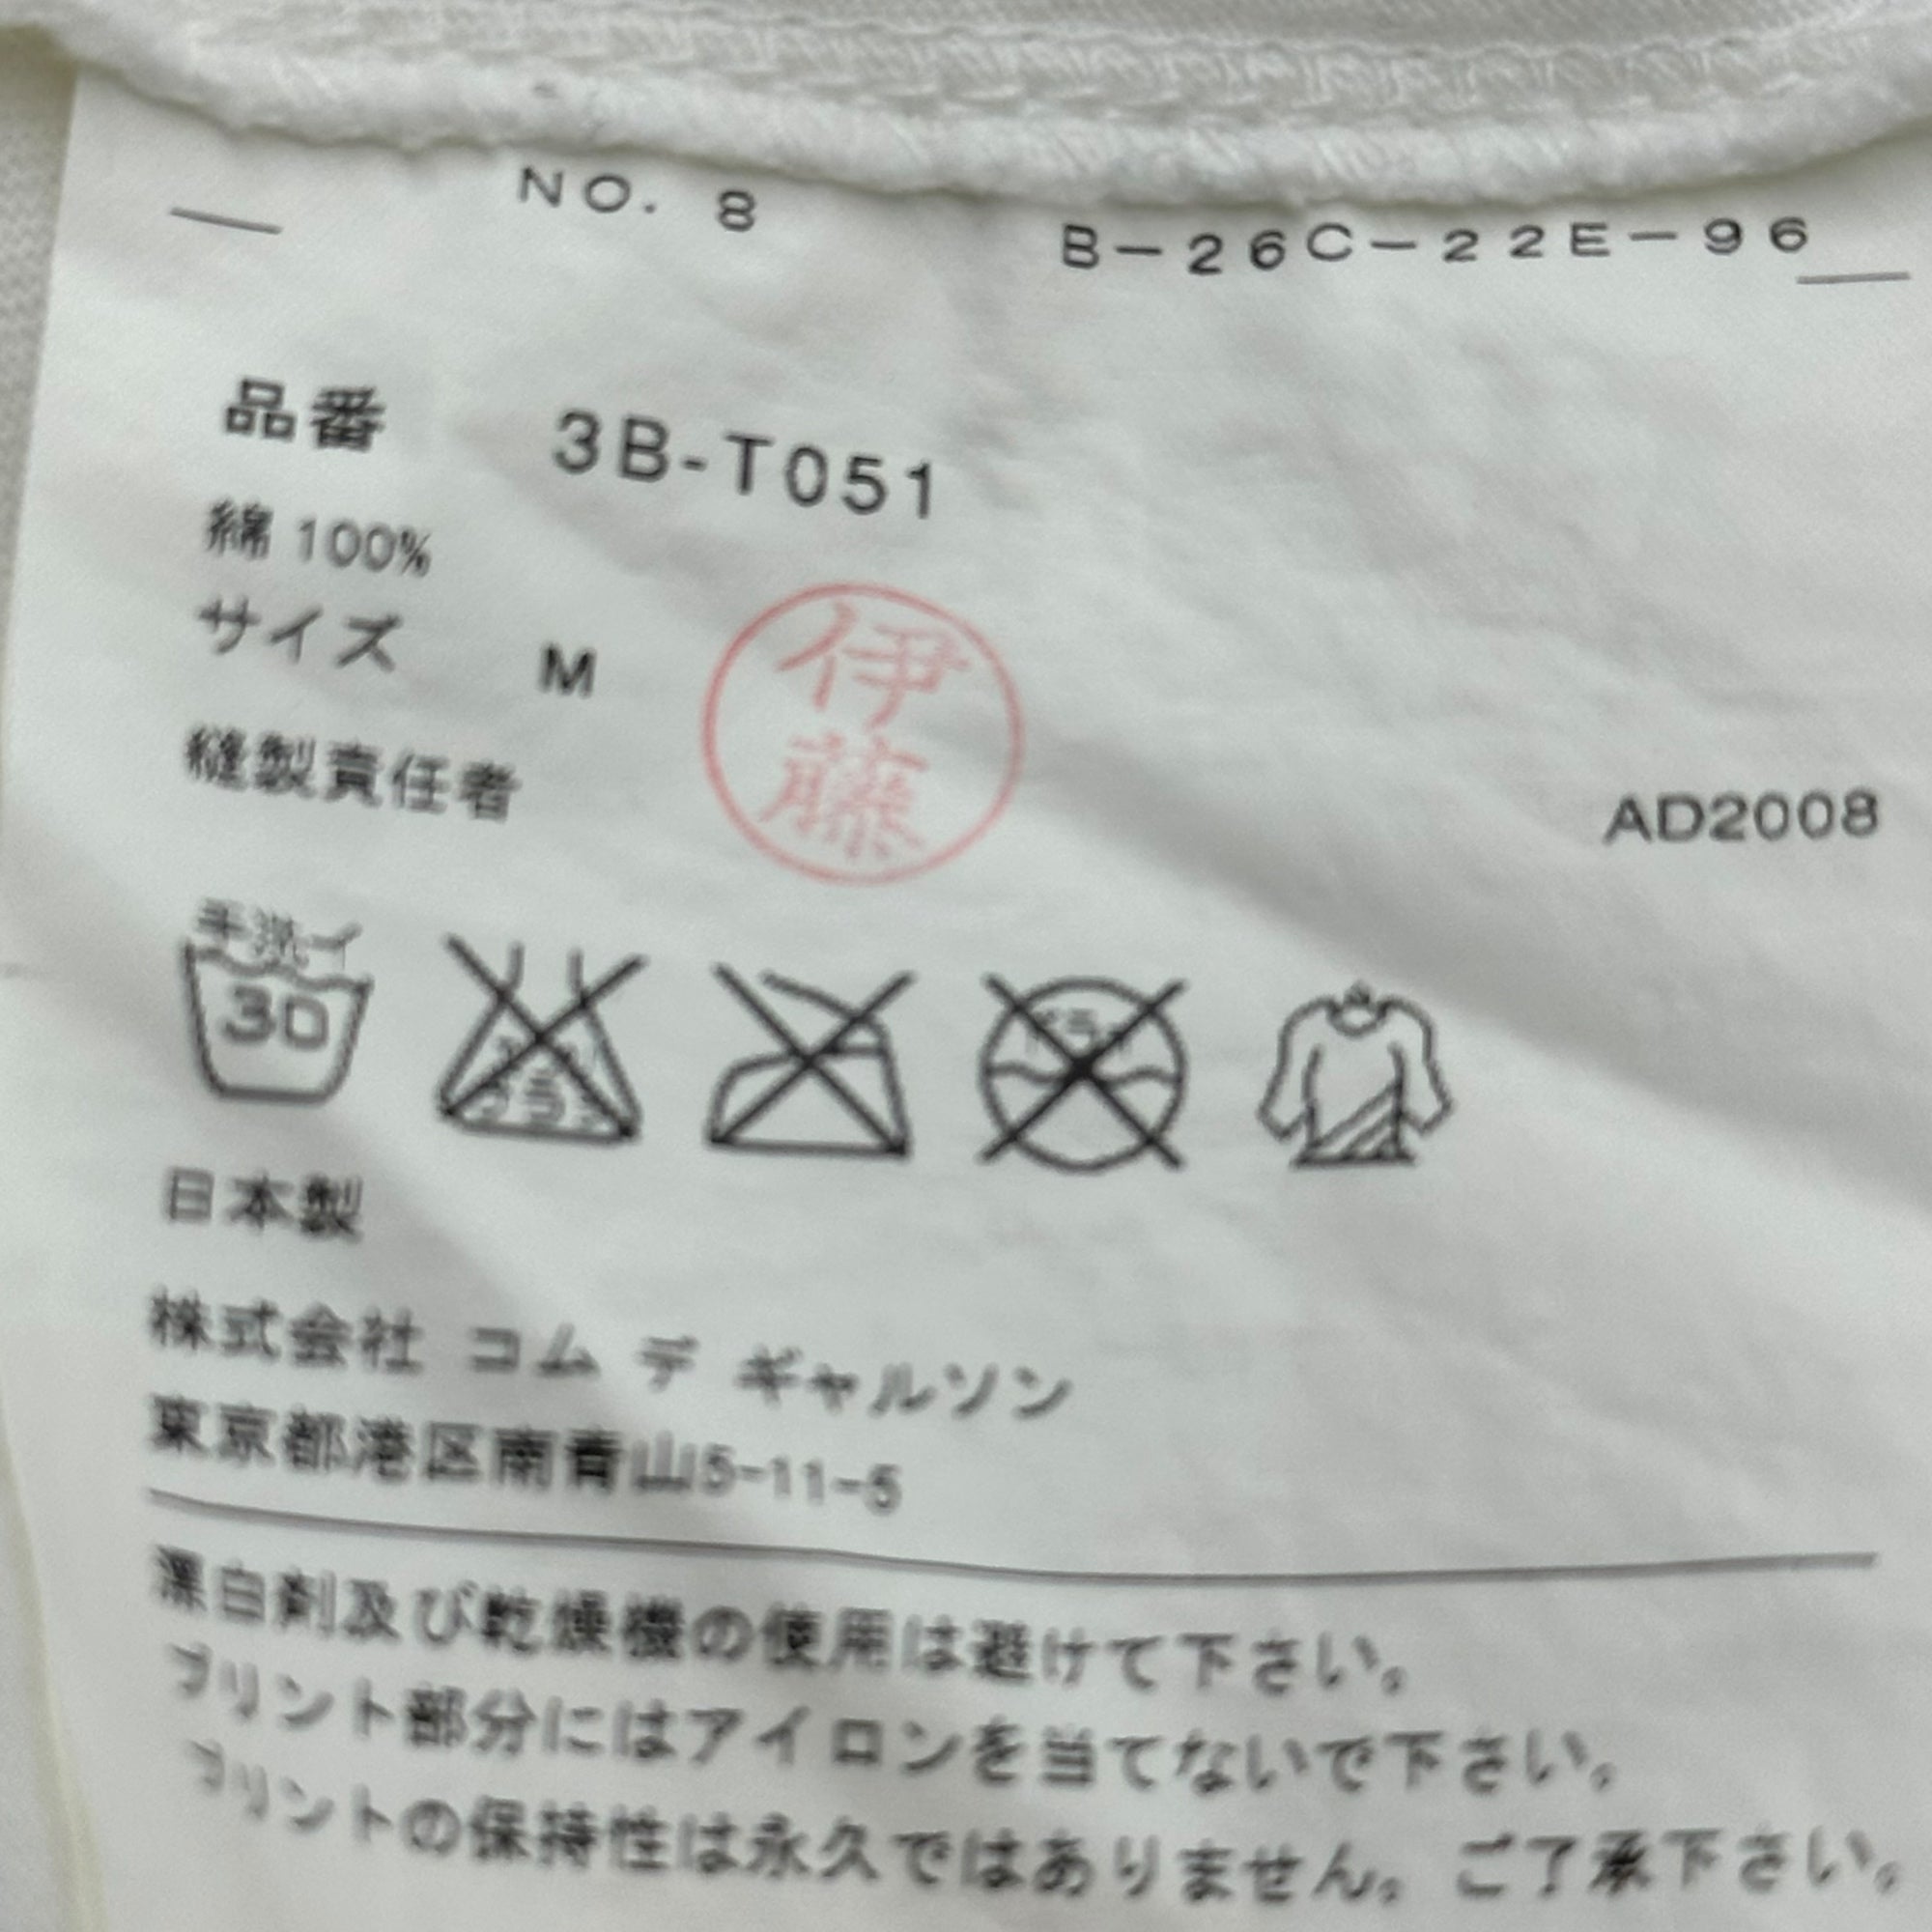 NO. 8
B-26C-22E-96
品番 3B-T051
綿 100%
サイズ M
伊藤
縫製責任者
AD2008
手洗イ
30
日本製
株式会社 コム デ ギャルソン
東京都港区南青山5-11-5
漂白剤及び乾燥機の使用は避けて下さい。
プリント部分にはアイロンを当てないで下さい。
プリントの保持性は永久ではありません。ご了承下さい。